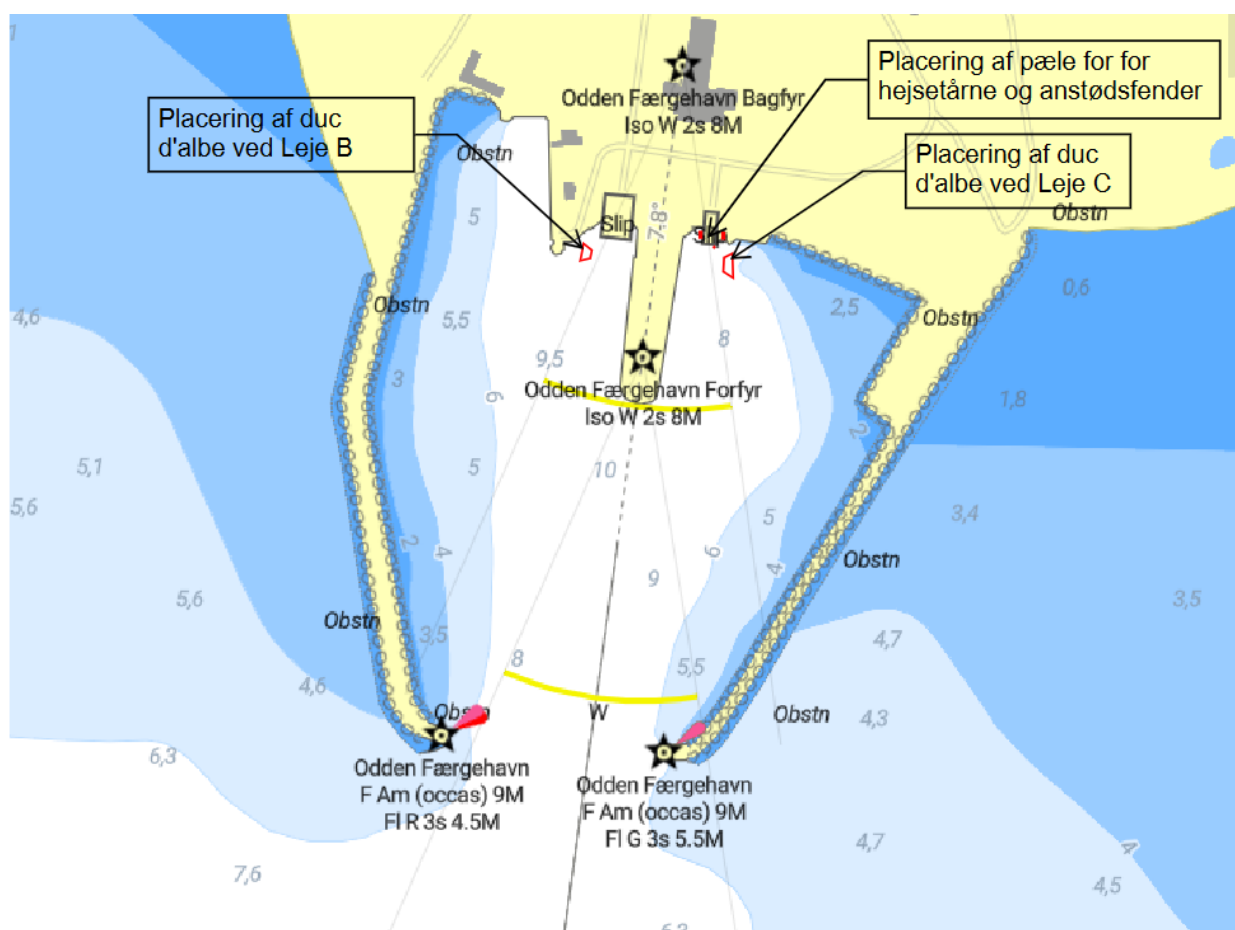 1
Placering af pæle for for
hejsetårne og anstødsfender
Odden Færgehavn Bagfyr
Iso W 2s 8M
Placering af duc
d'albe ved Leje B
Obstn
Placering af duc
d'albe ved Leje C
Obstn
5
Slip
7.8°
0,6
Obstn
2,5
Obstn
4,6
5,5
8
9,5
3
6
Odden Færgehavn Forfyr
Iso W 2s 8M
1,8
2
5,1
5
10
5,6
3,4
5
2
4
6
4
9
Obstn
5,6
3,5
Obstn
3,5
4,7
8
5,5
4,6
Obstn
W
Obstn
4,3
6,3
Odden Færgehavn
F Am (occas) 9M
Fl R 3s 4.5M
Odden Færgehavn
F Am (occas) 9M
Fl G 3s 5.5M
4,7
4
7,6
4,5
6,3